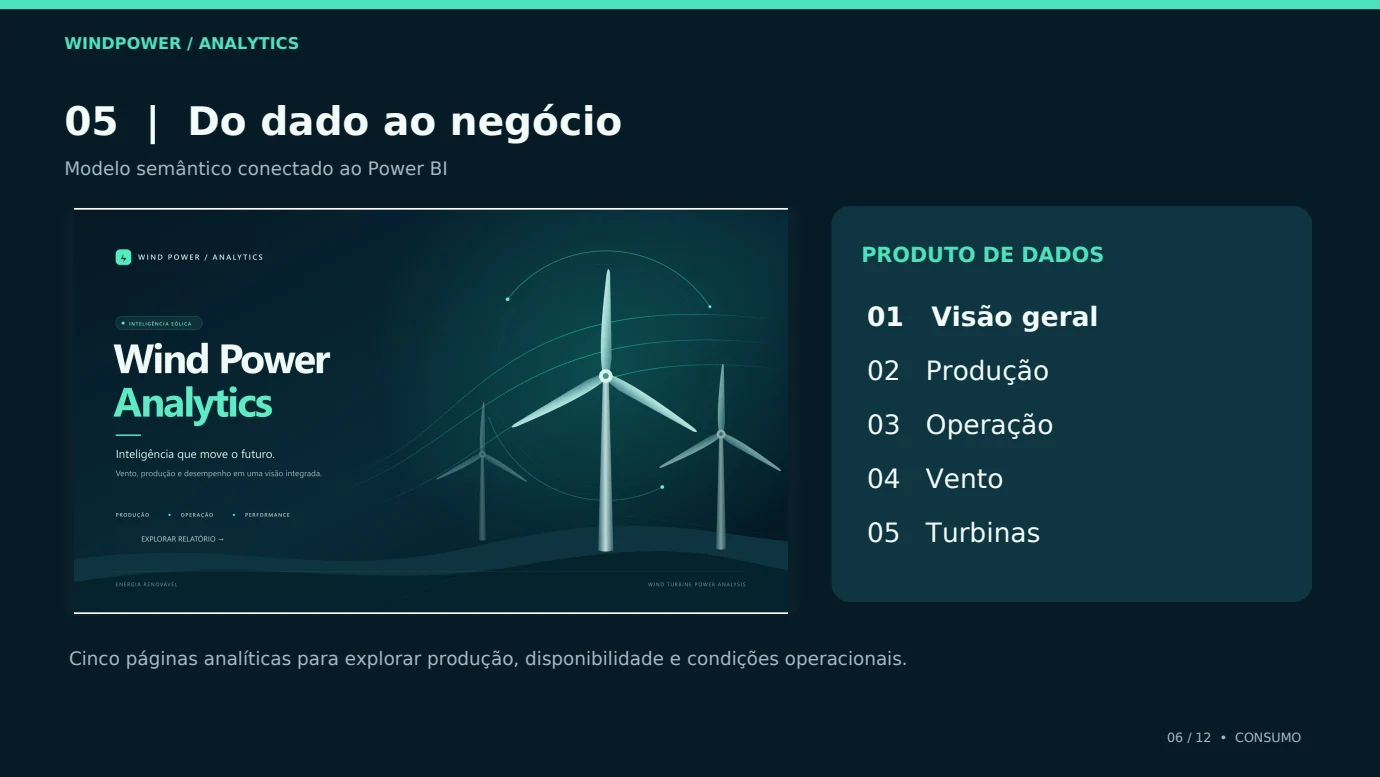 WINDPOWER / ANALYTICS
05 | Do dado ao negócio
Modelo semântico conectado ao Power BI
WIND POWER / ANALYTICS
INTELIGÊNCIA EÓLICA
Wind Power
Analytics
Inteligência que move o futuro.
Vento, produção e desempenho em uma visão integrada.
PRODUÇÃO • OPERAÇÃO • PERFORMANCE
EXPLORAR RELATÓRIO →
ENERGIA RENOVÁVEL
WIND TURBINE POWER ANALYSIS
PRODUTO DE DADOS
01 Visão geral
02 Produção
03 Operação
04 Vento
05 Turbinas
Cinco páginas analíticas para explorar produção, disponibilidade e condições operacionais.
06 / 12 • CONSUMO